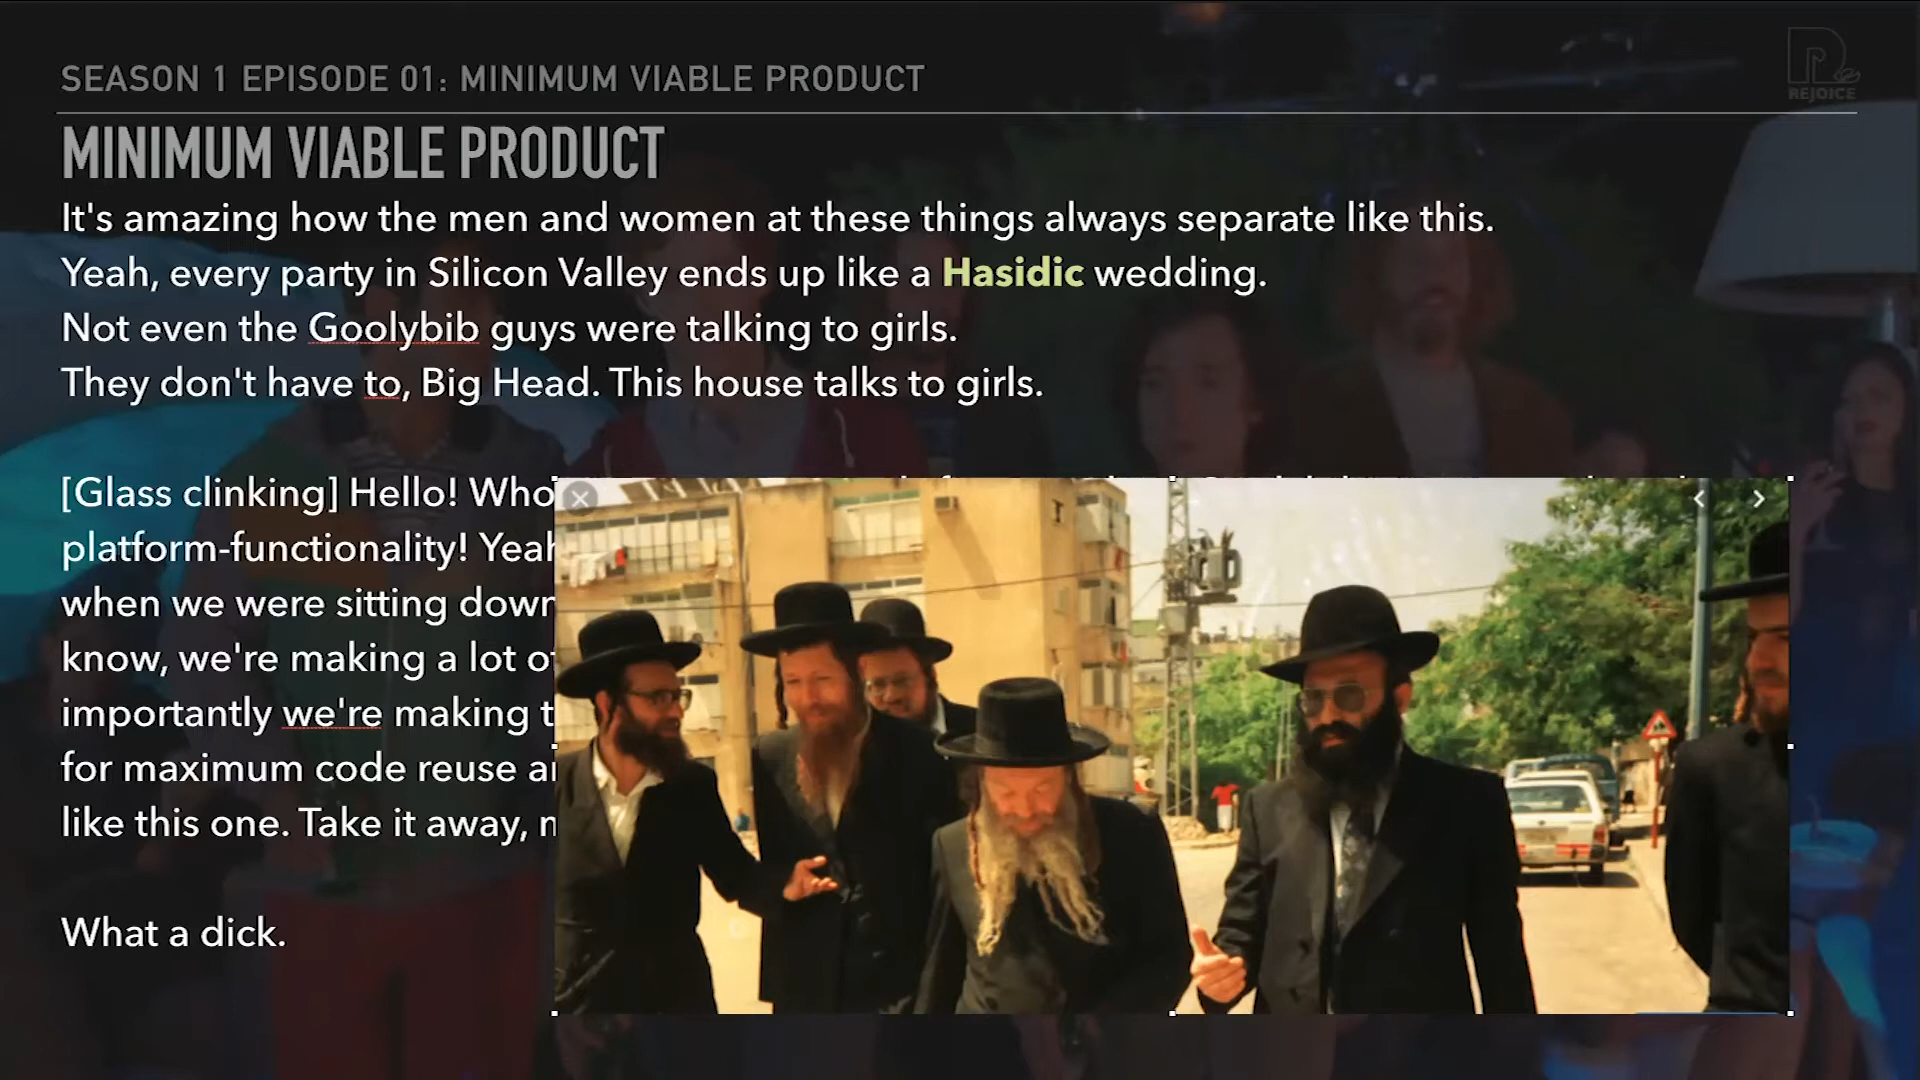 SEASON 1 EPISODE 01: MINIMUM VIABLE PRODUCT
REJOICE
MINIMUM VIABLE PRODUCT
It's amazing how the men and women at these things always separate like this.
Yeah, every party in Silicon Valley ends up like a Hasidic wedding.
Not even the Goolybib guys were talking to girls.
They don't have to, Big Head. This house talks to girls.
[Glass clinking] Hello! Who
platform-functionality! Yeah
when we were sitting down
know, we're making a lot of
importantly we're making
for maximum code reuse
like this one. Take it away,
What a dick.